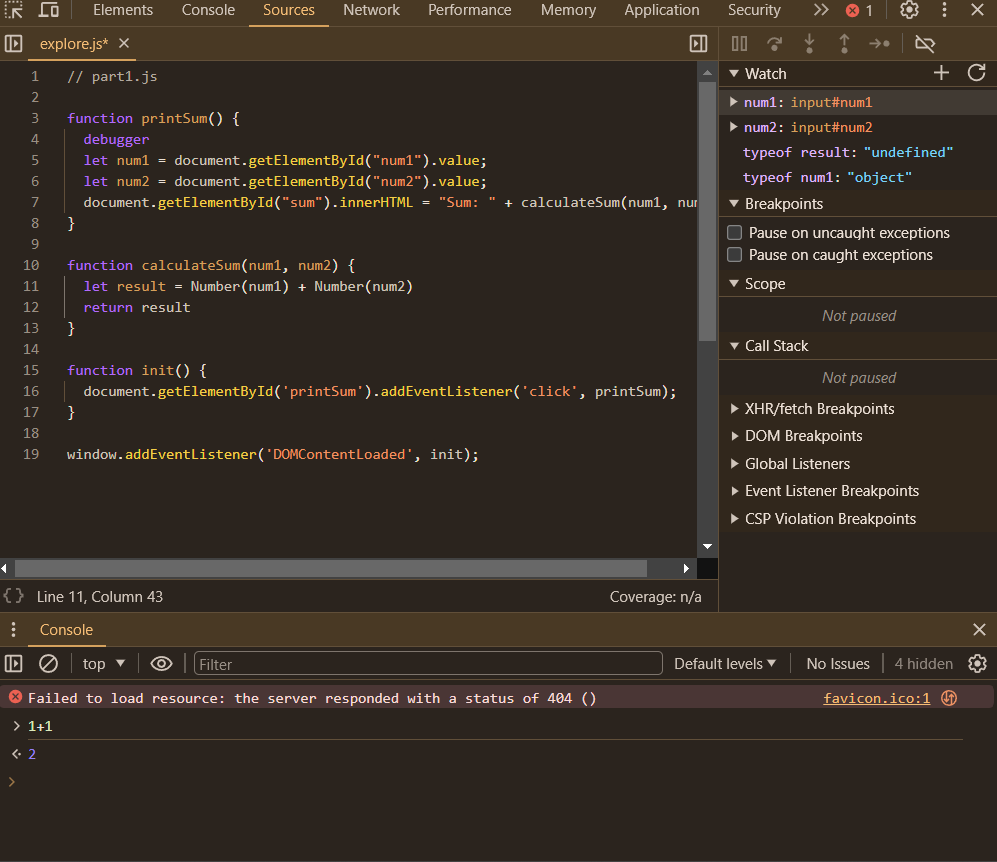 Elements Console Sources Network Performance Memory Application Security 1
explore.js*
1 // part1.js
2
3 function printSum() {
4 debugger
5 let num1 = document.getElementById("num1").value;
6 let num2 = document.getElementById("num2").value;
7 document.getElementById("sum").innerHTML = "Sum: " + calculateSum(num1, num
8 }
9
10 function calculateSum(num1, num2) {
11 let result = Number(num1) + Number(num2)
12 return result
13 }
14
15 function init() {
16 document.getElementById('printSum').addEventListener('click', printSum);
17 }
18
19 window.addEventListener('DOMContentLoaded', init);
{} Line 11, Column 43 Coverage: n/a
Watch
num1: input#num1
num2: input#num2
typeof result: "undefined"
typeof num1: "object"
Breakpoints
Pause on uncaught exceptions
Pause on caught exceptions
Scope
Not paused
Call Stack
Not paused
XHR/fetch Breakpoints
DOM Breakpoints
Global Listeners
Event Listener Breakpoints
CSP Violation Breakpoints
Console
top Filter Default levels No Issues 4 hidden
Failed to load resource: the server responded with a status of 404 () favicon.ico:1
> 1+1
2
>